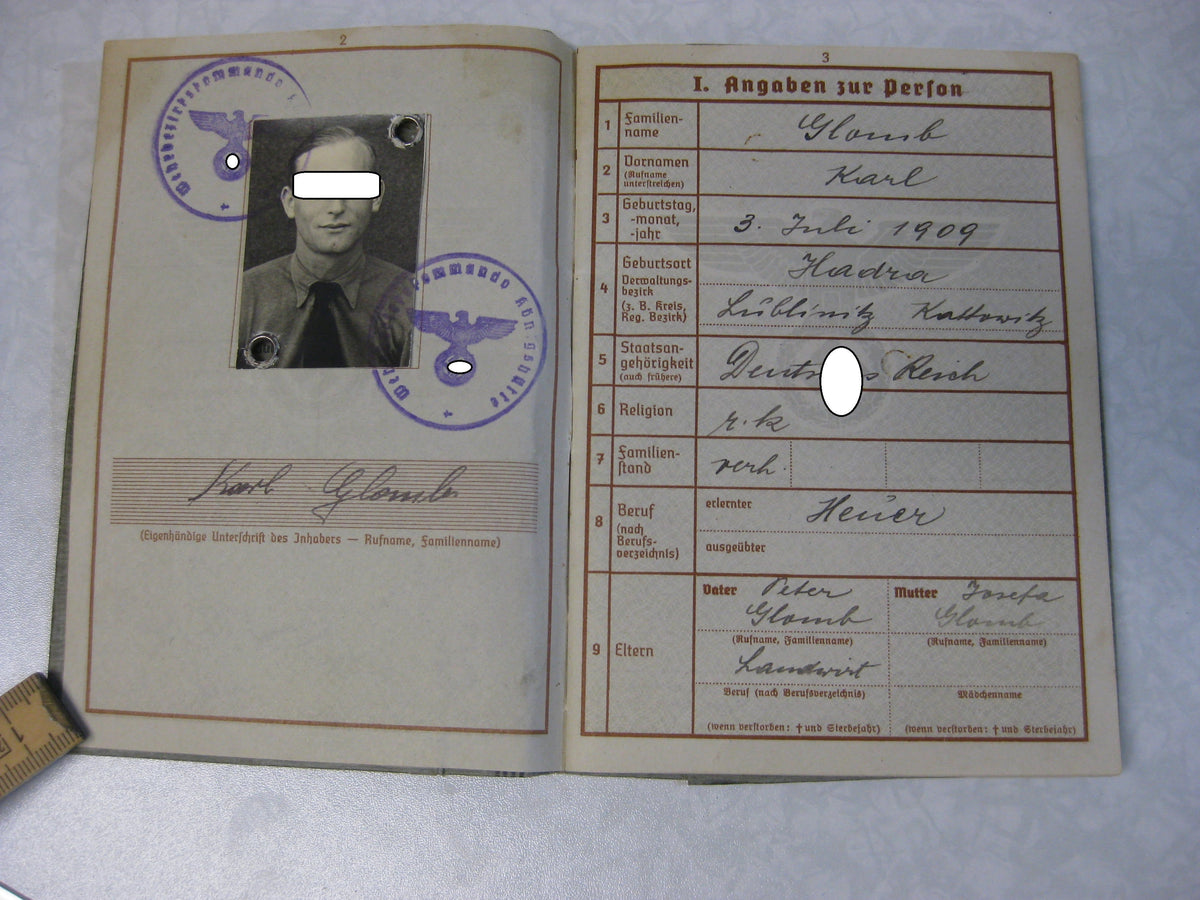 2
Wehrbezirkskommando K
Wehrbezirkskommando Königshütte
Karl Glomb
(Eigenhändige Unterschrift des Inhabers — Rufname, Familienname)
3
I. Angaben zur Person
1 Familien-
name
Glomb
2 Vornamen
(Rufname
unterstreichen)
Karl
3 Geburtstag,
-monat,
-jahr
3. Juli 1909
4 Geburtsort
Verwaltungs-
bezirk
(z. B. Kreis,
Reg. Bezirk)
Hadra
Lublinitz Kattowitz
5 Staatsan-
gehörigkeit
(auch frühere)
Reich
6 Religion
r. k
7 Familien-
stand
verh.
8 Beruf
(nach
Berufs-
verzeichnis)
erlernter Heuer
ausgeübter
9 Eltern
Vater Peter
Glomb
(Rufname, Familienname)
Landwirt
Beruf (nach Berufsverzeichnis)
(wenn verstorben: † und Sterbejahr)
Mutter Josefa
Glomb
(Rufname, Familienname)
Mädchenname
(wenn verstorben: † und Sterbejahr)
1